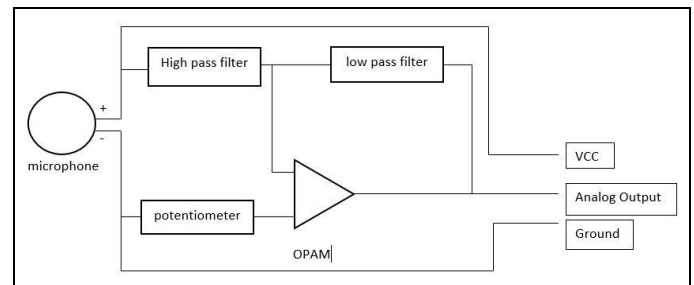 High pass filter
low pass filter
+
-
microphone
VCC
potentiometer
Analog Output
Ground
OPAM